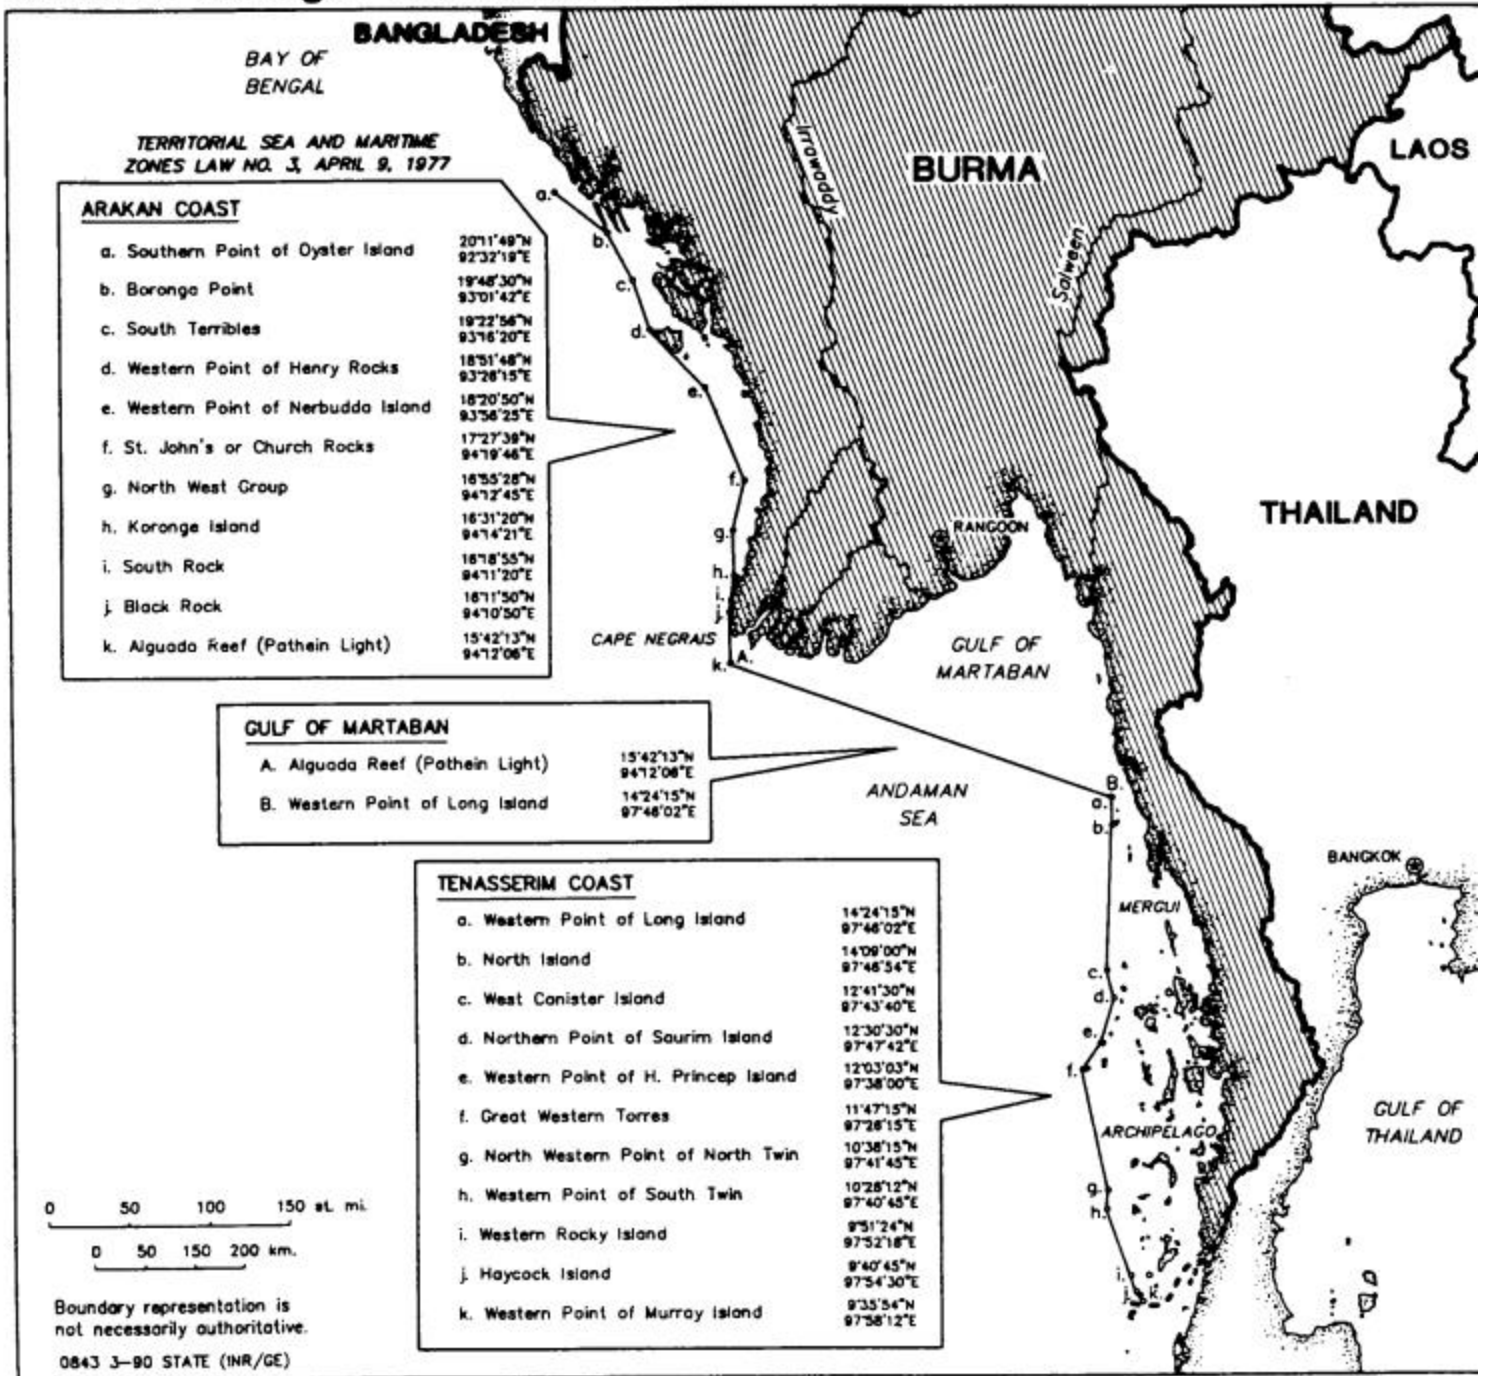 BANGLADESH
BAY OF
BENGAL
TERRITORIAL SEA AND MARITIME
ZONES LAW NO. 3, APRIL 9, 1977
BURMA
LAOS
Irrawaddy
Salween
ARAKAN COAST
a. Southern Point of Oyster Island 20°11'49"N
92°32'19"E
b. Boronga Point 19°48'30"N
93°01'42"E
c. South Terribles 19°22'56"N
93°16'20"E
d. Western Point of Henry Rocks 18°51'48"N
93°26'15"E
e. Western Point of Nerbudda Island 18°20'50"N
93°56'25"E
f. St. John's or Church Rocks 17°27'39"N
94°19'46"E
g. North West Group 16°55'28"N
94°12'45"E
h. Koronge Island 16°31'20"N
94°14'21"E
i. South Rock 16°18'55"N
94°11'20"E
j. Black Rock 16°11'50"N
94°10'50"E
k. Alguada Reef (Pathein Light) 15°42'13"N
94°12'06"E
a.
b.
c.
d.
e.
f.
g.
h.
i.
j.
k.
A.
THAILAND
RANGOON
CAPE NEGRAIS
GULF OF
MARTABAN
GULF OF MARTABAN
A. Alguada Reef (Pathein Light) 15°42'13"N
94°12'06"E
B. Western Point of Long Island 14°24'15"N
97°46'02"E
ANDAMAN
SEA
B.
a.
b.
BANGKOK
MERGUI
TENASSERIM COAST
a. Western Point of Long Island 14°24'15"N
97°46'02"E
b. North Island 14°09'00"N
97°46'54"E
c. West Canister Island 12°41'30"N
97°43'40"E
d. Northern Point of Saurim Island 12°30'30"N
97°47'42"E
e. Western Point of H. Princep Island 12°03'03"N
97°38'00"E
f. Great Western Torres 11°47'15"N
97°26'15"E
g. North Western Point of North Twin 10°38'15"N
97°41'45"E
h. Western Point of South Twin 10°28'12"N
97°40'45"E
i. Western Rocky Island 9°51'24"N
97°52'18"E
j. Haycock Island 9°40'45"N
97°54'30"E
k. Western Point of Murray Island 9°35'54"N
97°58'12"E
c.
d.
e.
f.
g.
h.
i.
j.
k.
ARCHIPELAGO
GULF OF
THAILAND
0 50 100 150 st. mi.
0 50 150 200 km.
Boundary representation is
not necessarily authoritative.
0843 3-90 STATE (INR/GE)